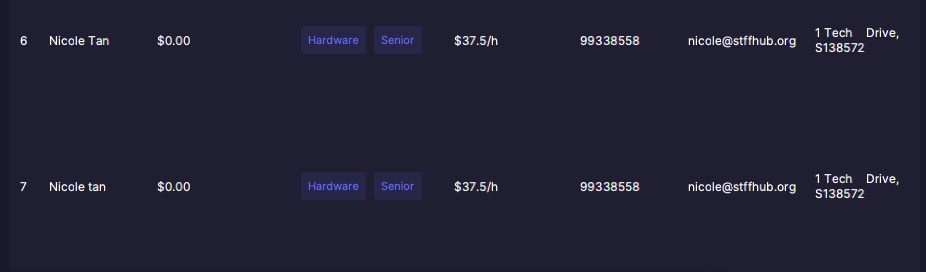 6 Nicole Tan $0.00 Hardware Senior $37.5/h 99338558 nicole@stffhub.org 1 Tech Drive,
S138572
7 Nicole tan $0.00 Hardware Senior $37.5/h 99338558 nicole@stffhub.org 1 Tech Drive,
S138572